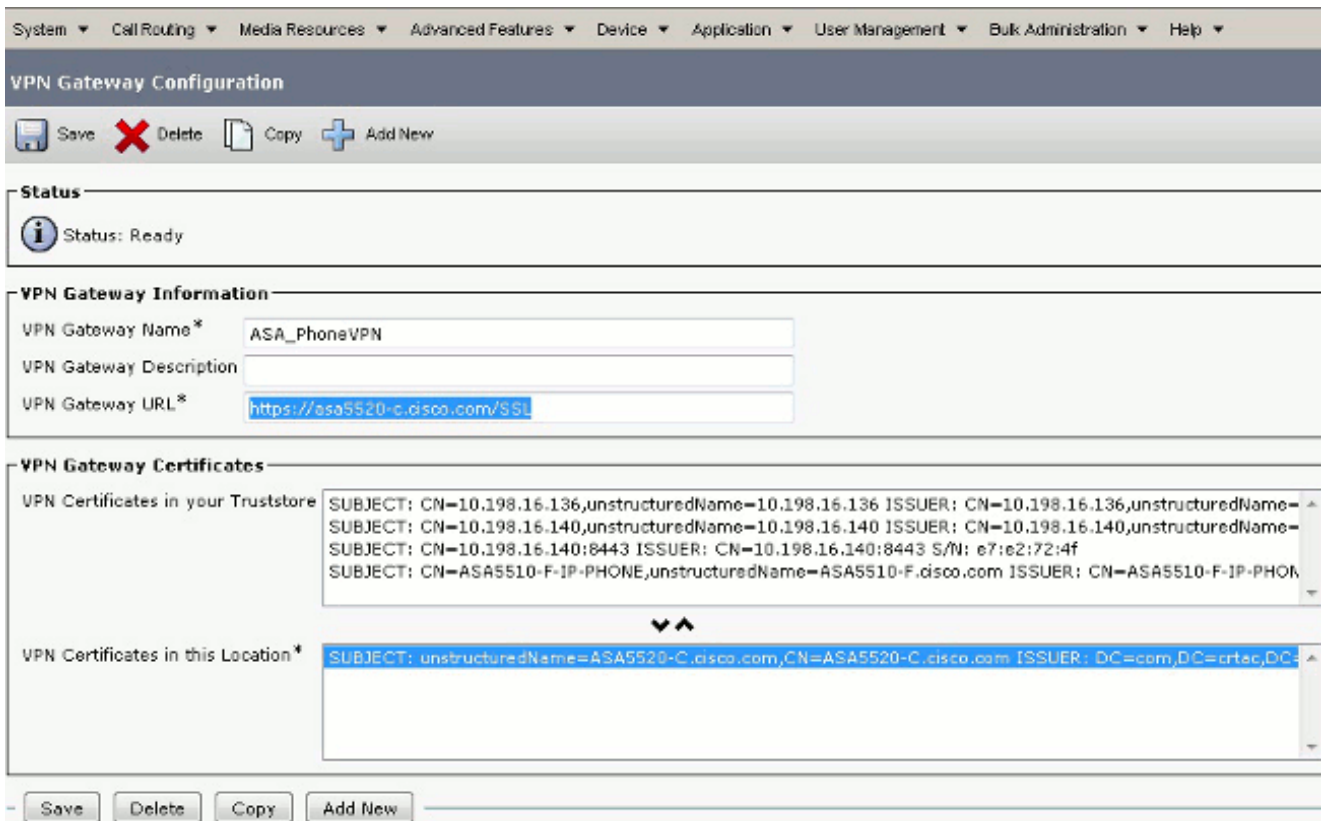 System Call Routing Media Resources Advanced Features Device Application User Management Bulk Administration Help
VPN Gateway Configuration
Save Delete Copy Add New
Status
Status: Ready
VPN Gateway Information
VPN Gateway Name* ASA_PhoneVPN
VPN Gateway Description
VPN Gateway URL* https://asa5520-c.cisco.com/SSL
VPN Gateway Certificates
VPN Certificates in your Truststore SUBJECT: CN=10.198.16.136,unstructuredName=10.198.16.136 ISSUER: CN=10.198.16.136,unstructuredName=
SUBJECT: CN=10.198.16.140,unstructuredName=10.198.16.140 ISSUER: CN=10.198.16.140,unstructuredName=
SUBJECT: CN=10.198.16.140:8443 ISSUER: CN=10.198.16.140:8443 S/N: e7:e2:72:4f
SUBJECT: CN=ASA5510-F-IP-PHONE,unstructuredName=ASA5510-F.cisco.com ISSUER: CN=ASA5510-F-IP-PHON
VPN Certificates in this Location* SUBJECT: unstructuredName=ASA5520-C.cisco.com,CN=ASA5520-C.cisco.com ISSUER: DC=com,DC=crtac,DC=
Save Delete Copy Add New